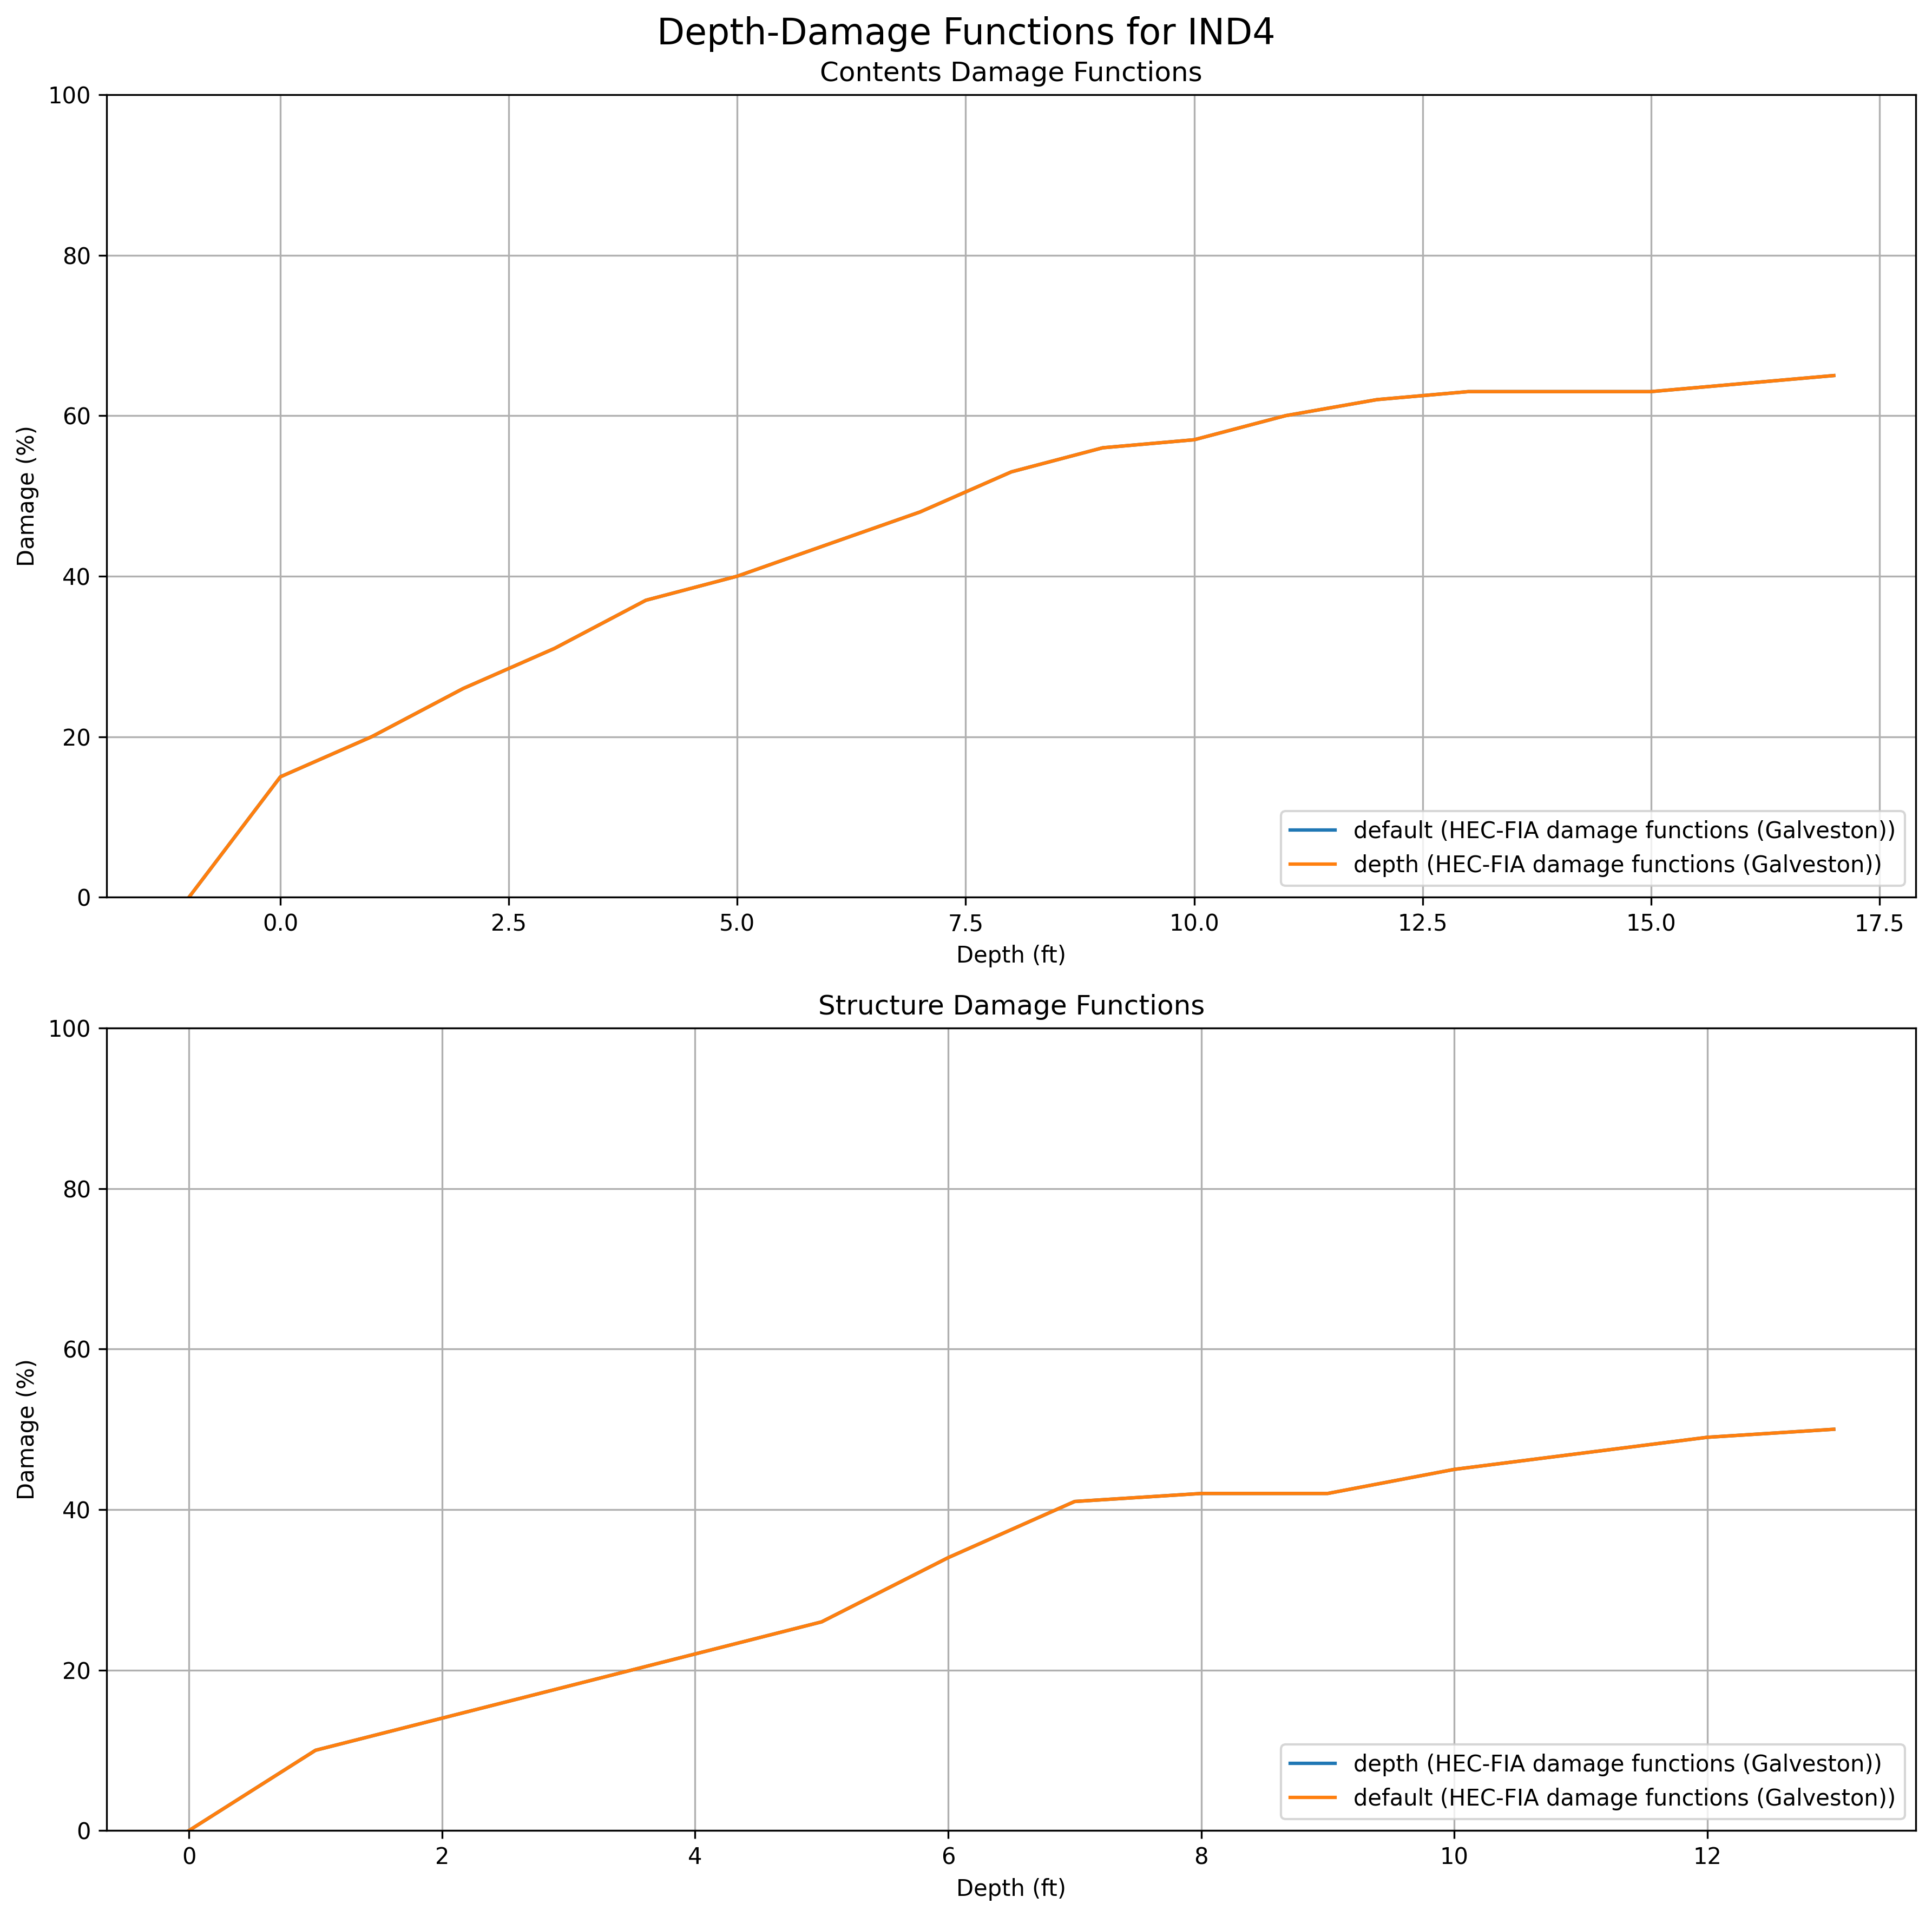 Depth-Damage Functions for IND4
Contents Damage Functions
100
80
60
40
20
0
Damage (%)
0.0 2.5 5.0 7.5 10.0 12.5 15.0 17.5
Depth (ft)
default (HEC-FIA damage functions (Galveston))
depth (HEC-FIA damage functions (Galveston))
Structure Damage Functions
100
80
60
40
20
0
Damage (%)
0 2 4 6 8 10 12
Depth (ft)
depth (HEC-FIA damage functions (Galveston))
default (HEC-FIA damage functions (Galveston))